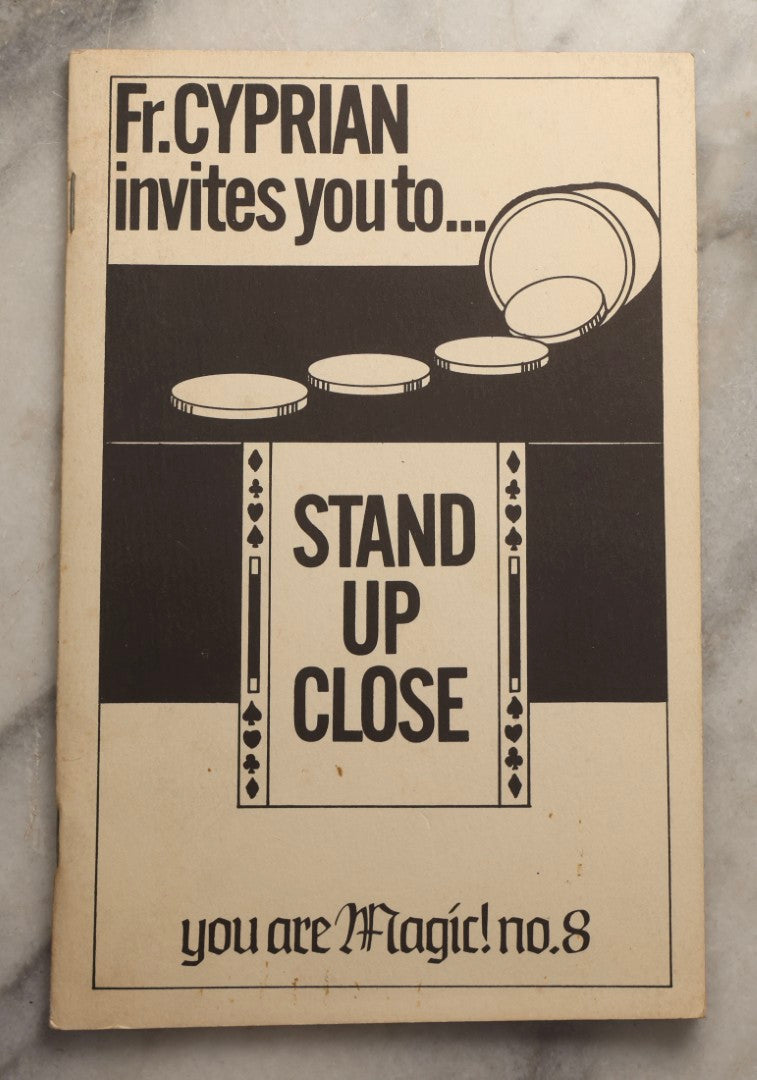 Fr.CYPRIAN
invites you to...
STAND
UP
CLOSE
you are Magic! no.8